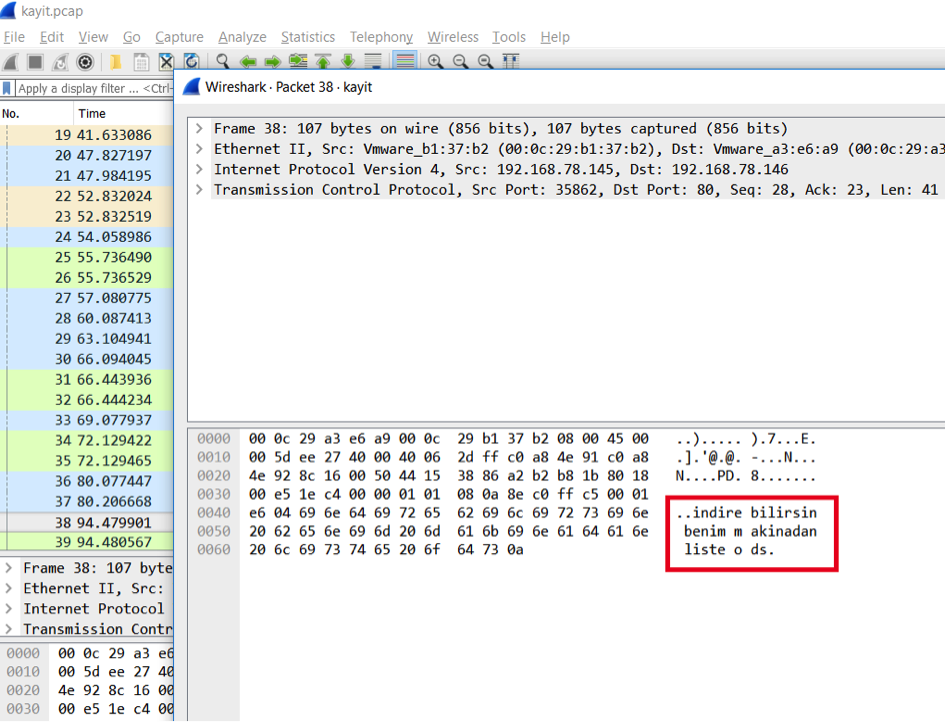 kayit.pcap
File Edit View Go Capture Analyze Statistics Telephony Wireless Tools Help
Apply a display filter ... <Ctrl-
Wireshark · Packet 38 · kayit
No. Time
19 41.633086
20 47.827197
21 47.984195
22 52.832024
23 52.832519
24 54.058986
25 55.736490
26 55.736529
27 57.080775
28 60.087413
29 63.104941
30 66.094045
31 66.443936
32 66.444234
33 69.077937
34 72.129422
35 72.129465
36 80.077447
37 80.206668
38 94.479901
39 94.480567
> Frame 38: 107 byte
> Ethernet II, Src:
> Internet Protocol
> Transmission Contr
0000 00 0c 29 a3 e6
0010 00 5d ee 27 40
0020 4e 92 8c 16 00
0030 00 e5 1e c4 00
> Frame 38: 107 bytes on wire (856 bits), 107 bytes captured (856 bits)
> Ethernet II, Src: Vmware_b1:37:b2 (00:0c:29:b1:37:b2), Dst: Vmware_a3:e6:a9 (00:0c:29:a3
> Internet Protocol Version 4, Src: 192.168.78.145, Dst: 192.168.78.146
> Transmission Control Protocol, Src Port: 35862, Dst Port: 80, Seq: 28, Ack: 23, Len: 41
0000 00 0c 29 a3 e6 a9 00 0c 29 b1 37 b2 08 00 45 00 ..)..... ).7...E.
0010 00 5d ee 27 40 00 40 06 2d ff c0 a8 4e 91 c0 a8 .].'@.@. -...N...
0020 4e 92 8c 16 00 50 44 15 38 86 a2 b2 b8 1b 80 18 N....PD. 8.......
0030 00 e5 1e c4 00 00 01 01 08 0a 8e c0 ff c5 00 01
0040 e6 04 69 6e 64 69 72 65 62 69 6c 69 72 73 69 6e ..indire bilirsin
0050 20 62 65 6e 69 6d 20 6d 61 6b 69 6e 61 64 61 6e benim m akinadan
0060 20 6c 69 73 74 65 20 6f 64 73 0a liste o ds.